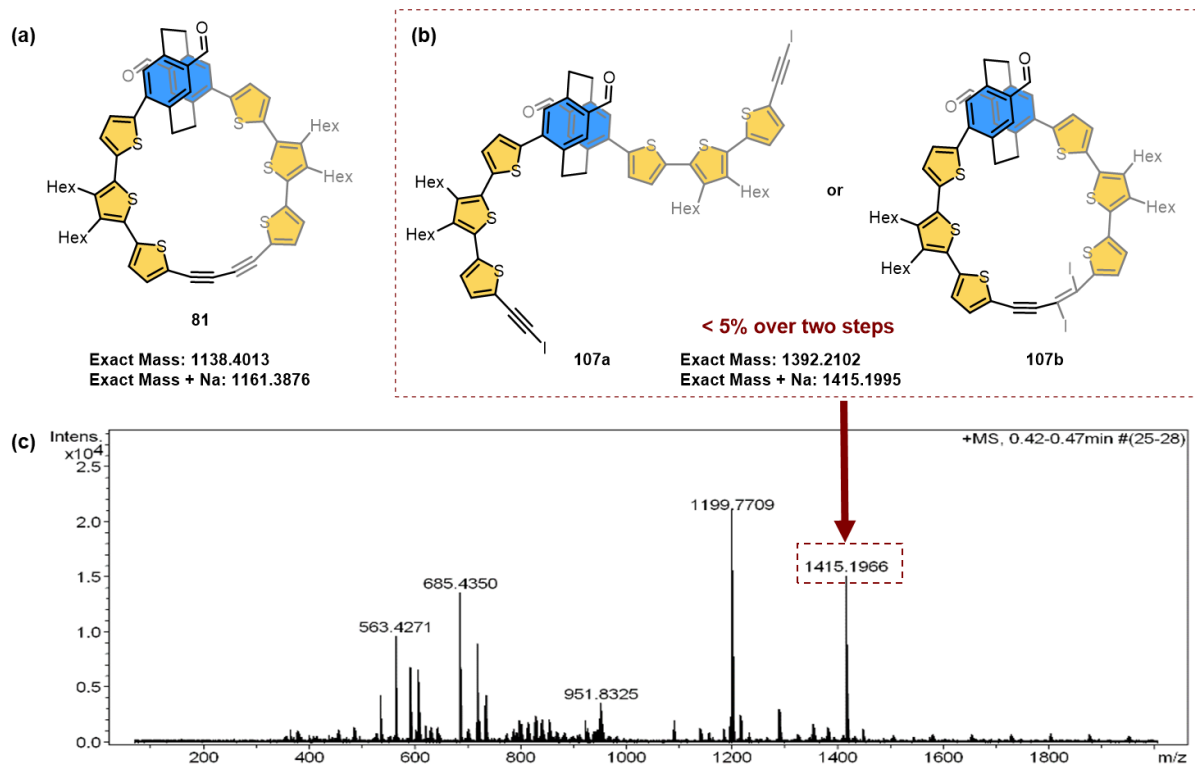 (a)
O
O
S
S
Hex
S
Hex
S
Hex
Hex
S
S
81
Exact Mass: 1138.4013
Exact Mass + Na: 1161.3876
(b)
I
O
O
S
S
S
S
Hex
Hex
S
Hex
Hex
S
I
107a
or
O
O
S
S
Hex
S
Hex
S
Hex
Hex
S
S
I
I
107b
< 5% over two steps
Exact Mass: 1392.2102
Exact Mass + Na: 1415.1995
(c)
Intens.
x10⁴
+MS, 0.42-0.47min #(25-28)
2.5
2.0
1.5
1.0
0.5
0.0
563.4271
685.4350
951.8325
1199.7709
1415.1966
200
400
600
800
1000
1200
1400
1600
1800
m/z